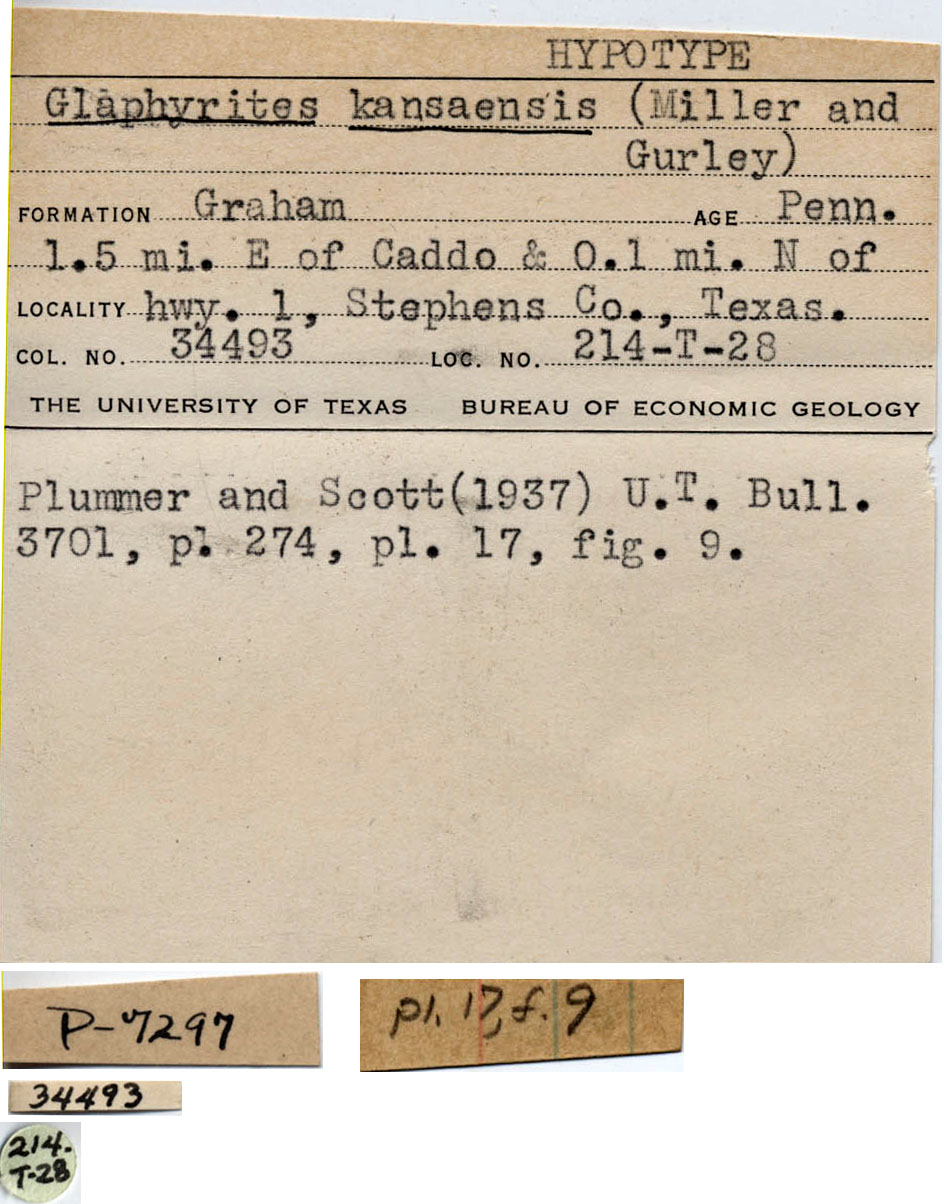 HYPOTYPE
Glaphyrites kansaensis (Miller and
Gurley)
FORMATION Graham AGE Penn.
1.5 mi. E of Caddo & 0.1 mi. N of
LOCALITY hwy. 1, Stephens Co., Texas.
COL. NO. 34493 LOC. NO. 214-T-28
THE UNIVERSITY OF TEXAS BUREAU OF ECONOMIC GEOLOGY
Plummer and Scott(1937) U.T. Bull.
3701, pl. 274, pl. 17, fig. 9.
P-7297
pl. 17, f. 9
34493
214-
T-28